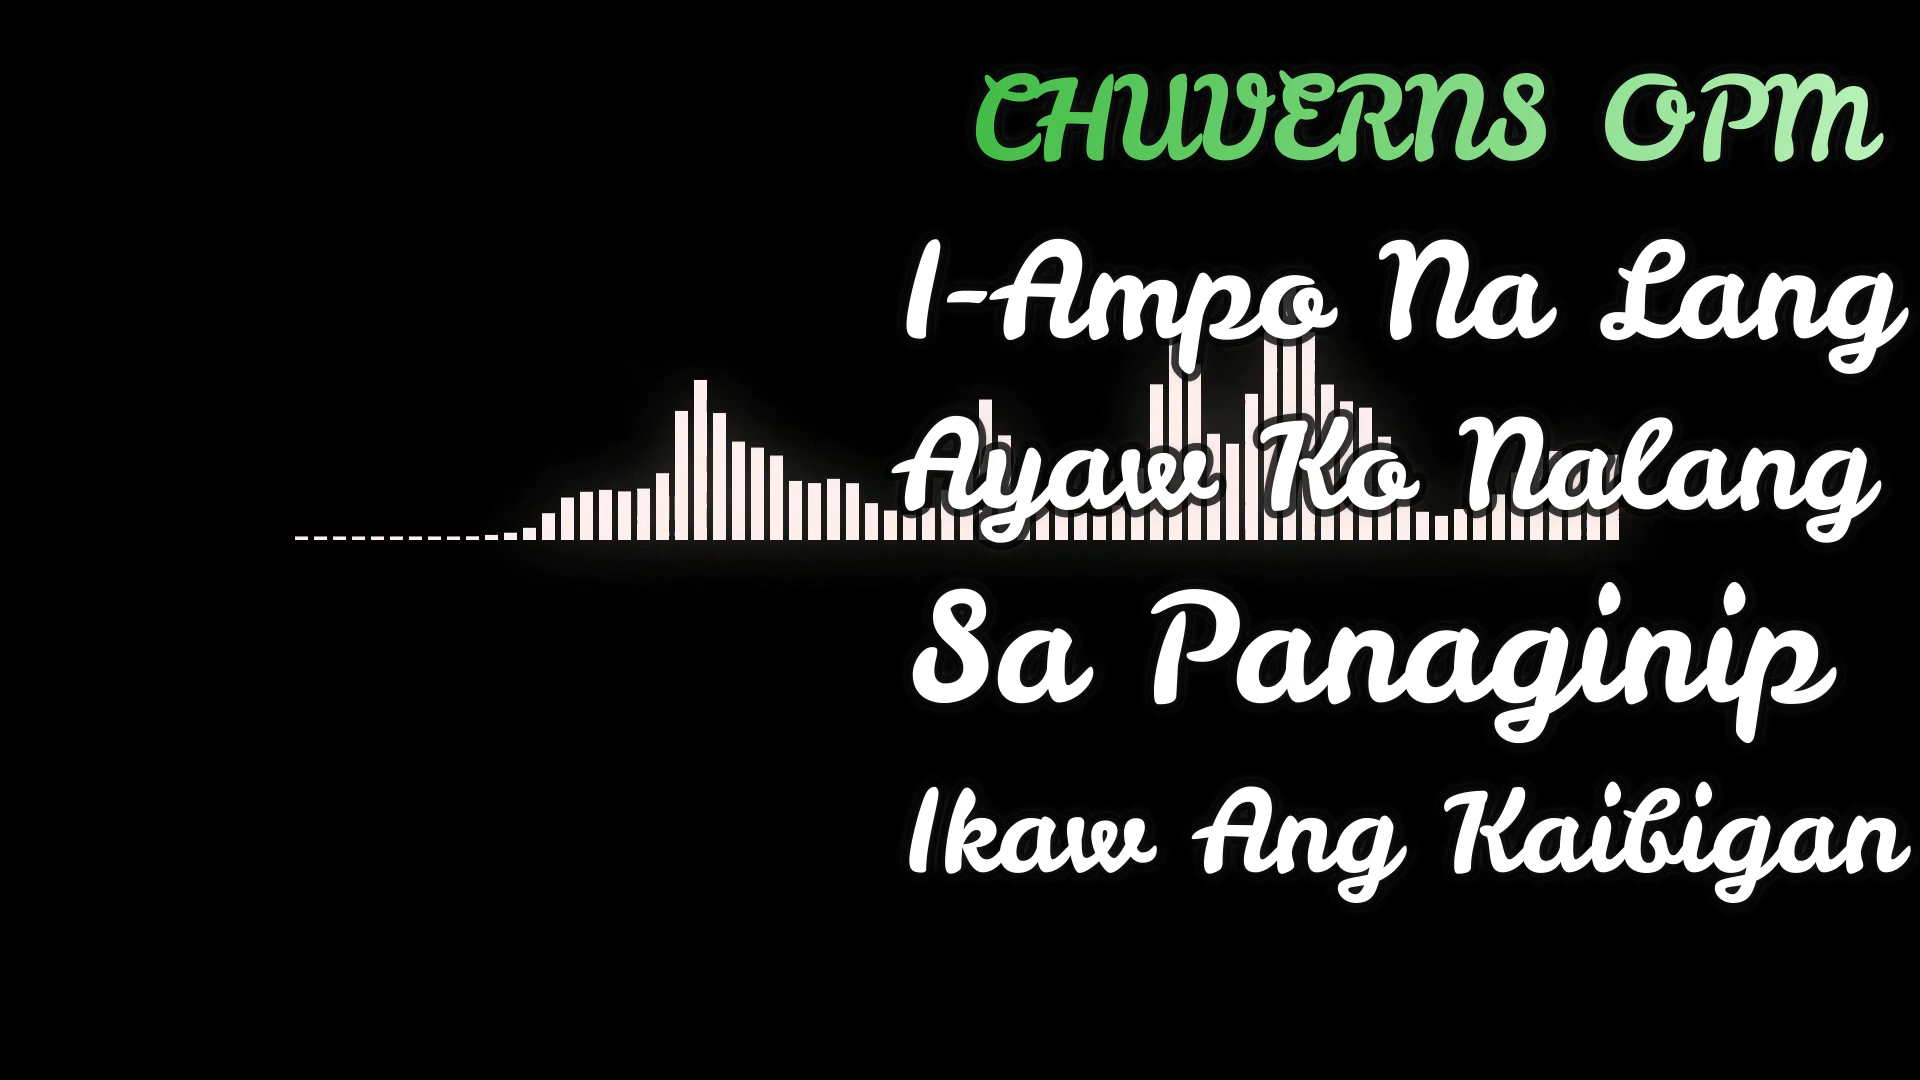 CHUVERNS OPM
I-Ampo Na Lang
Ayaw Ko Nalang
Sa Panaginip
Ikaw Ang Kaibigan